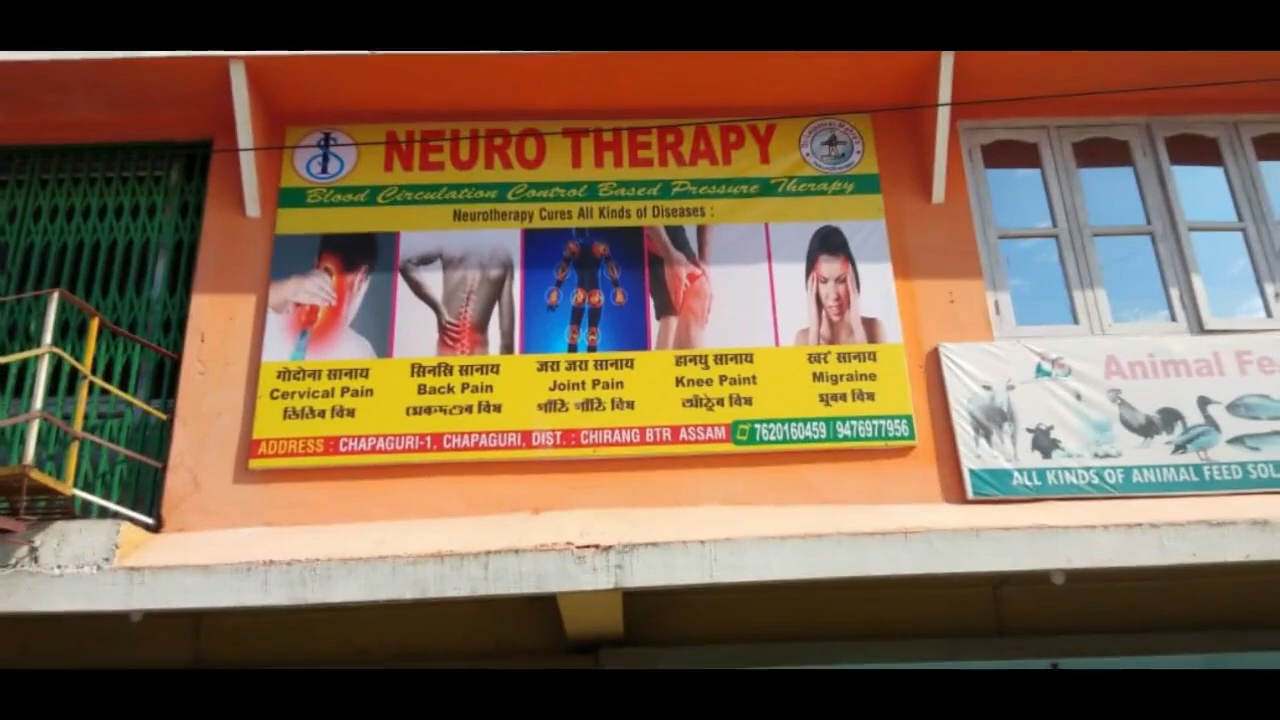 NEURO THERAPY
Blood Circulation Control Based Pressure Therapy
Neurotherapy Cures All Kinds of Diseases :
गोदोना सानाय
Cervical Pain
सिनसि सानाय
Back Pain
जरा जरा सानाय
Joint Pain
গাঁঠি গাঁঠি বিষ
हानथु सानाय
Knee Paint
আঁঠুৰ বিষ
खर' सानाय
Migraine
মূৰৰ বিষ
ADDRESS : CHAPAGURI-1, CHAPAGURI, DIST. : CHIRANG BTR ASSAM 7620160459 | 9476977956
Animal
ALL KINDS OF ANIMAL FEED